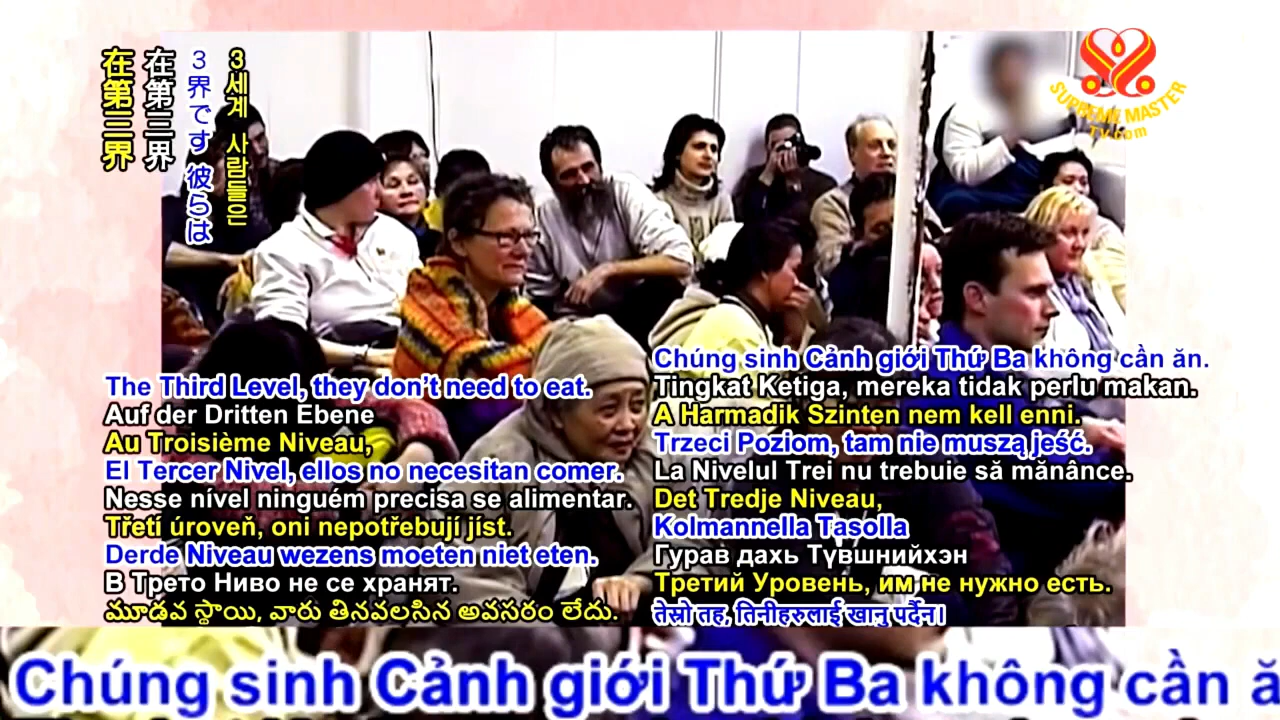 在第三界
在第三界
3界です 彼らは
3세계 사람들은
SUPREME MASTER
TV.com
The Third Level, they don't need to eat.
Auf der Dritten Ebene
Au Troisième Niveau,
El Tercer Nivel, ellos no necesitan comer.
Nesse nível ninguém precisa se alimentar.
Třetí úroveň, oni nepotřebují jíst.
Derde Niveau wezens moeten niet eten.
В Трето Ниво не се хранят.
మూడవ స్థాయి, వారు తినవలసిన అవసరం లేదు.
Chúng sinh Cảnh giới Thứ Ba không cần ăn.
Tingkat Ketiga, mereka tidak perlu makan.
A Harmadik Szinten nem kell enni.
Trzeci Poziom, tam nie muszą jeść.
La Nivelul Trei nu trebuie să mănânce.
Det Tredje Niveau,
Kolmannella Tasolla
Гурав дахь Түвшнийхэн
Третий Уровень, им не нужно есть.
तेस्रो तह, तिनीहरुलाई खानु पर्दैन।
Chúng sinh Cảnh giới Thứ Ba không cần ă